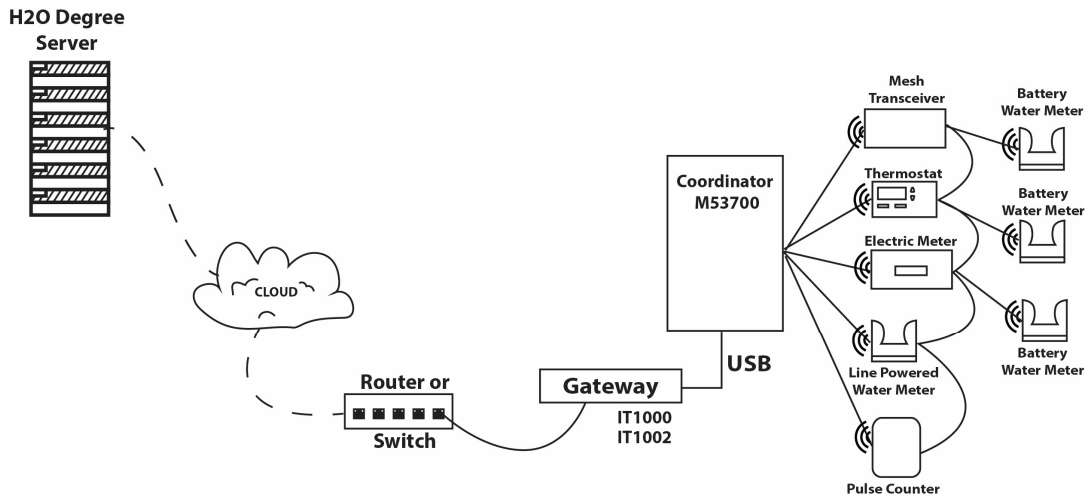 H2O Degree
Server
CLOUD
Router or
Switch
Gateway
IT1000
IT1002
USB
Coordinator
M53700
Mesh
Transceiver
Thermostat
Electric Meter
Line Powered
Water Meter
Pulse Counter
Battery
Water Meter
Battery
Water Meter
Battery
Water Meter